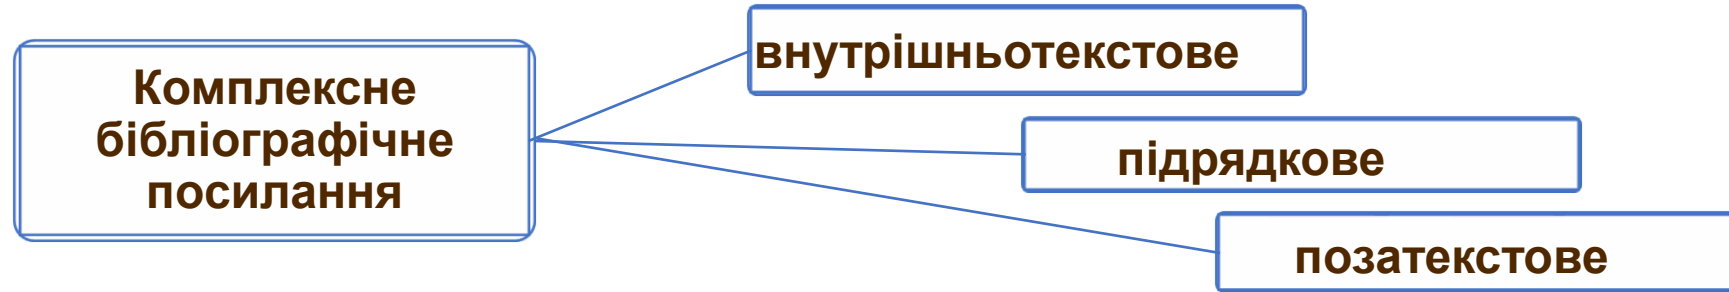 Комплексне
бібліографічне
посилання
внутрішньотекстове
підрядкове
позатекстове